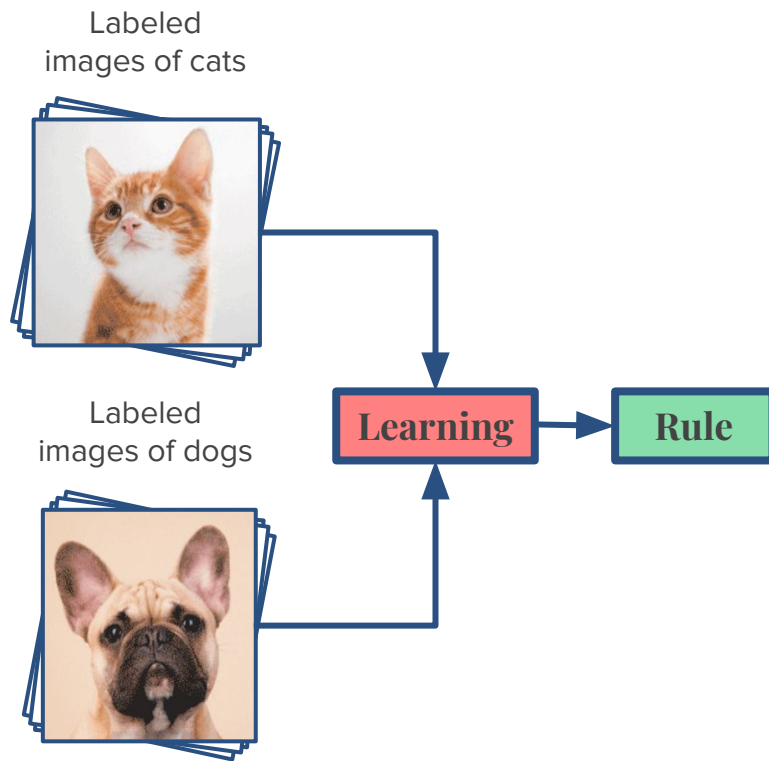 Labeled
images of cats
Labeled
images of dogs
Learning
Rule